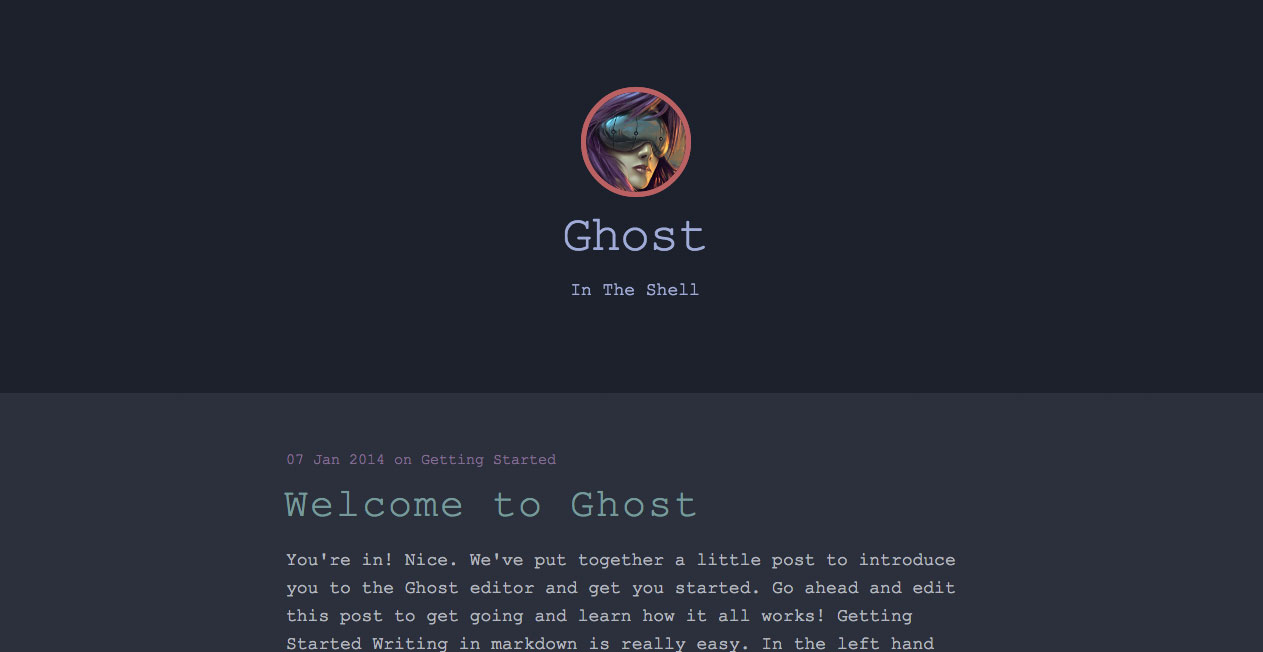 Ghost
In The Shell
07 Jan 2014 on Getting Started
Welcome to Ghost
You're in! Nice. We've put together a little post to introduce
you to the Ghost editor and get you started. Go ahead and edit
this post to get going and learn how it all works! Getting
Started Writing in markdown is really easy. In the left hand